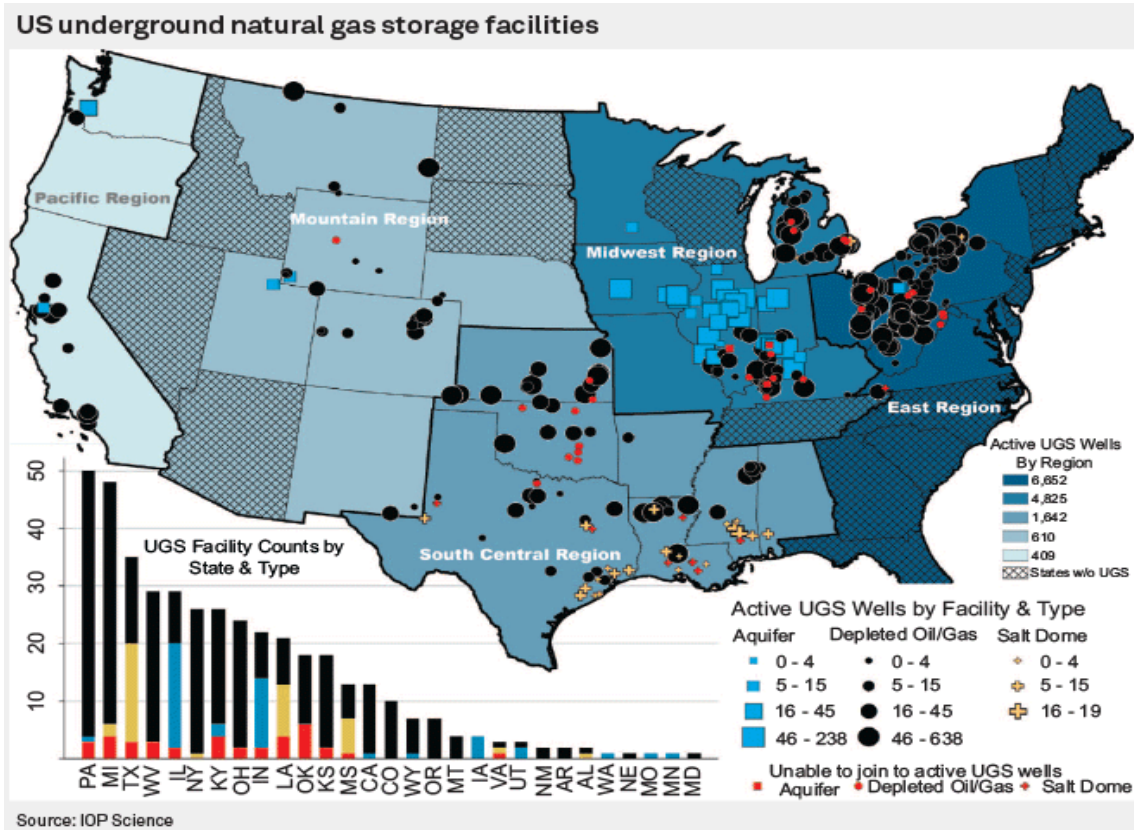 US underground natural gas storage facilities
Pacific Region
Mountain Region
Midwest Region
East Region
South Central Region
Active UGS Wells
By Region
6,652
4,825
1,642
610
409
States w/o UGS
50
40
30
20
10
UGS Facility Counts by
State & Type
PA MI TX WV IL NY KY OH IN LA OK KS MS CA CO WY OR MT IA VA UT NM AR AL WA NE MO MN MD
Active UGS Wells by Facility & Type
Aquifer Depleted Oil/Gas Salt Dome
0 - 4 0 - 4 0 - 4
5 - 15 5 - 15 5 - 15
16 - 45 16 - 45 16 - 19
46 - 238 46 - 638
Unable to join to active UGS wells
Aquifer Depleted Oil/Gas Salt Dome
Source: IOP Science